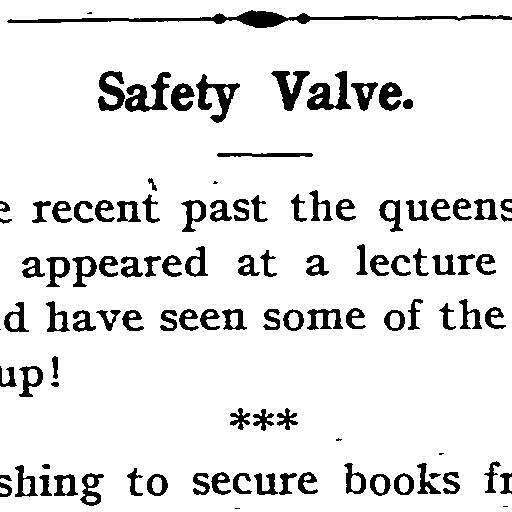 Safety Valve.
e recent past the queens
appeared at a lecture
d have seen some of the
up!
***
shing to secure books fr